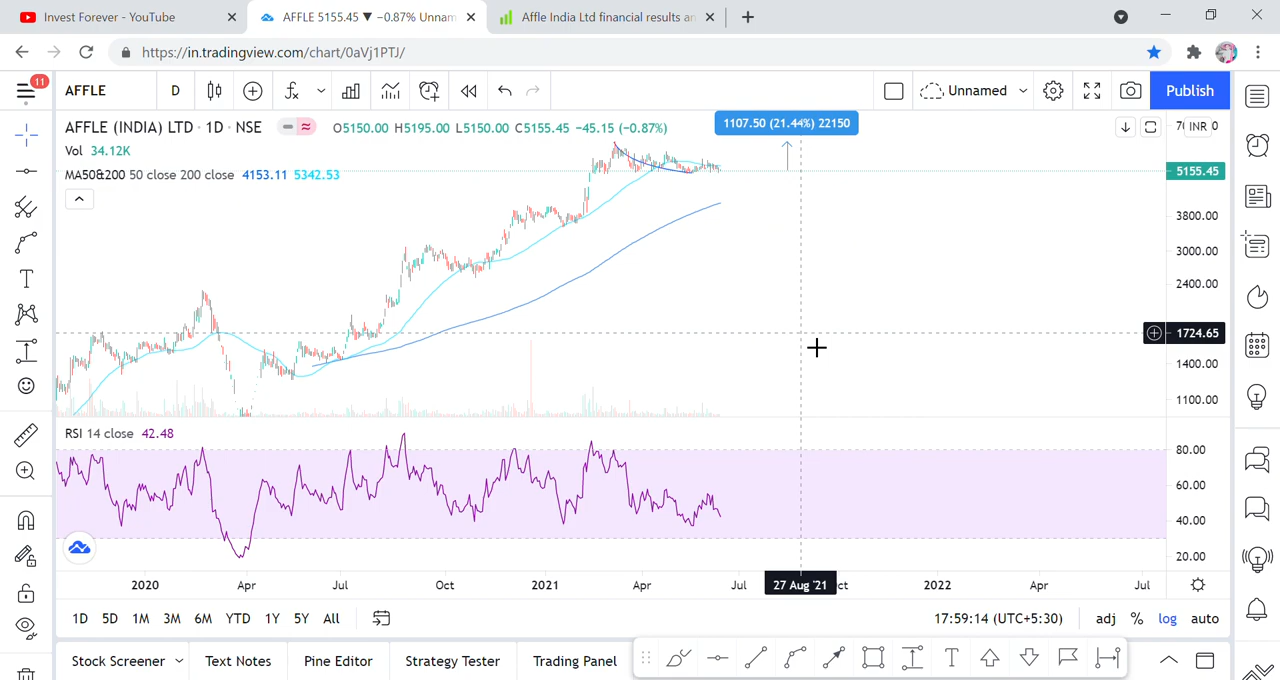 Invest Forever - YouTube
AFFLE 5155.45 ▼ −0.87% Unnam
Affle India Ltd financial results an
https://in.tradingview.com/chart/0aVj1PTJ/
11
AFFLE
D
Unnamed
Publish
AFFLE (INDIA) LTD · 1D · NSE
O5150.00 H5195.00 L5150.00 C5155.45 −45.15 (−0.87%)
1107.50 (21.44%) 22150
INR
Vol 34.12K
MA50&200 50 close 200 close 4153.11 5342.53
5155.45
3800.00
3000.00
2400.00
1724.65
1400.00
1100.00
RSI 14 close 42.48
80.00
60.00
40.00
20.00
2020 Apr Jul Oct 2021 Apr Jul 27 Aug '21 ct 2022 Apr Jul
1D 5D 1M 3M 6M YTD 1Y 5Y All
17:59:14 (UTC+5:30)
adj % log auto
Stock Screener
Text Notes
Pine Editor
Strategy Tester
Trading Panel